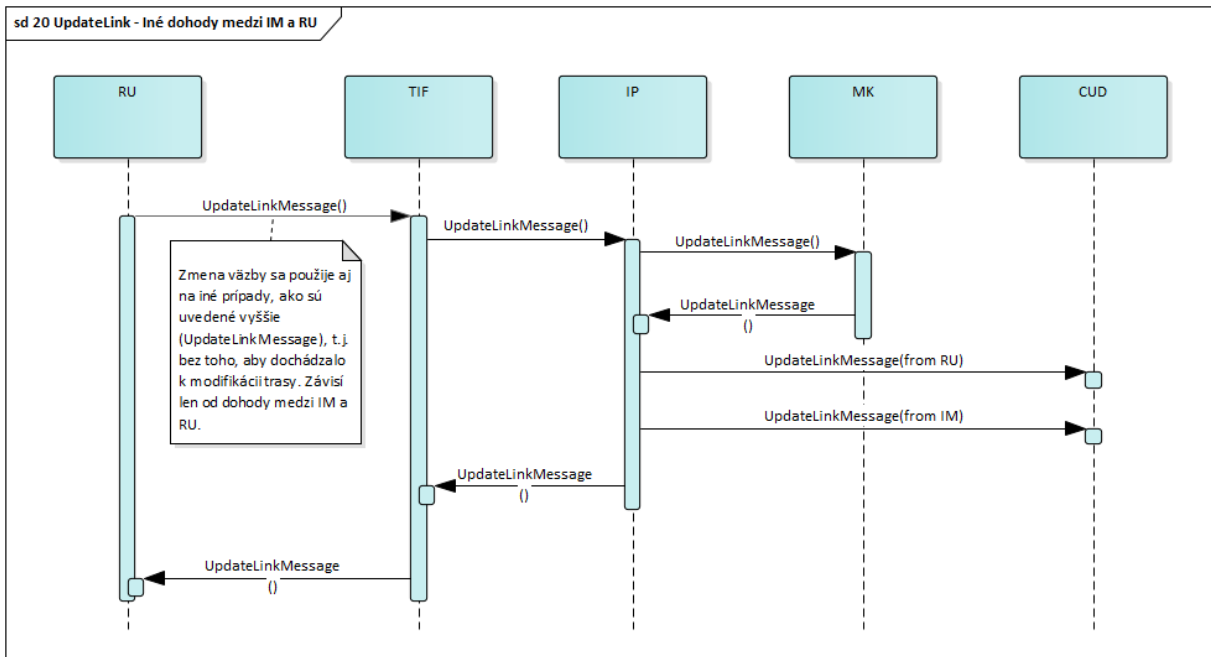 sd 20 UpdateLink - Iné dohody medzi IM a RU
RU
TIF
IP
MK
CUD
UpdateLinkMessage()
UpdateLinkMessage()
UpdateLinkMessage()
Zmena väzby sa použije aj
na iné prípady, ako sú
uvedené vyššie
(UpdateLinkMessage), t.j.
bez toho, aby dochádzalo
k modifikácii trasy. Závisí
len od dohody medzi IM a
RU.
UpdateLinkMessage
()
UpdateLinkMessage(from RU)
UpdateLinkMessage(from IM)
UpdateLinkMessage
()
UpdateLinkMessage
()